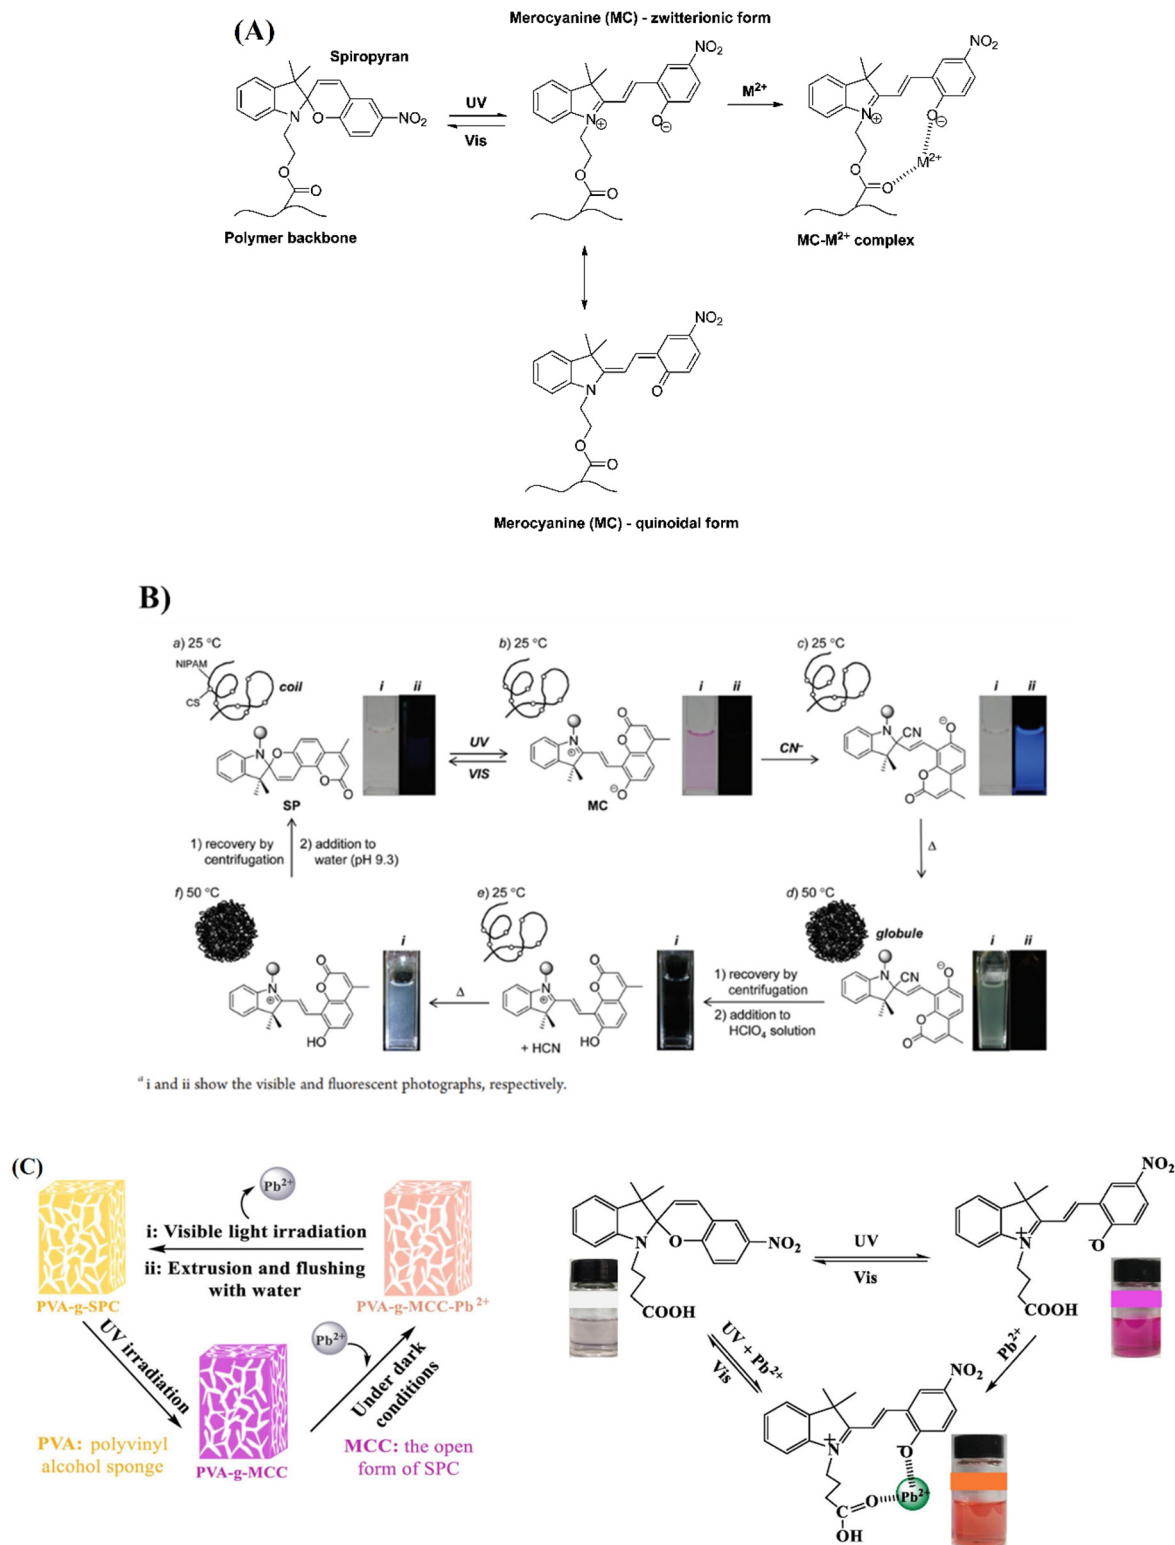 (A)
Merocyanine (MC) - zwitterionic form
Spiropyran
NO₂
NO₂
NO₂
UV
Vis
M²⁺
N
O
N
⊕
O
⊖
N
⊕
O
⊖
O
O
O
M²⁺
O
O
O
Polymer backbone
MC-M²⁺ complex
NO₂
N
O
O
O
Merocyanine (MC) - quinoidal form
B)
a) 25 °C
NIPAM
coil
CS
i
ii
N
O
O
O
SP
UV
VIS
b) 25 °C
i
ii
N
⊕
O
O
O
⊖
MC
CN⁻
c) 25 °C
i
ii
N
CN
O
⊖
O
O
1) recovery by
centrifugation
2) addition to
water (pH 9.3)
Δ
f) 50 °C
i
N
⊕
O
O
HO
Δ
e) 25 °C
i
N
⊕
O
O
HO
+ HCN
1) recovery by
centrifugation
2) addition to
HClO₄ solution
d) 50 °C
globule
i
ii
N
CN
O
⊖
O
O
ᵃ i and ii show the visible and fluorescent photographs, respectively.
(C)
Pb²⁺
i: Visible light irradiation
ii: Extrusion and flushing
with water
PVA-g-SPC
PVA-g-MCC-Pb²⁺
UV irradiation
Pb²⁺
Under dark
conditions
PVA: polyvinyl
alcohol sponge
PVA-g-MCC
MCC: the open
form of SPC
N
O
NO₂
COOH
UV
Vis
NO₂
N
+
O
-
COOH
UV + Pb²⁺
Vis
Pb²⁺
NO₂
N
+
O
-
C
O
Pb²⁺
OH